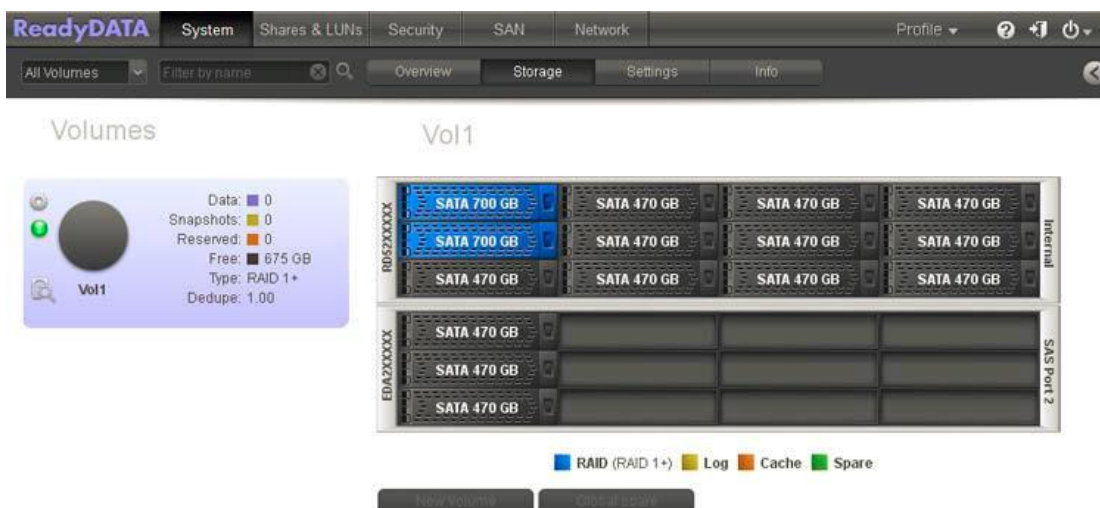 ReadyDATA System Shares & LUNs Security SAN Network Profile
All Volumes Filter by name Overview Storage Settings Info
Volumes
Vol1
Data: 0
Snapshots: 0
Reserved: 0
Free: 675 GB
Type: RAID 1+
Dedupe: 1.00
Vol1
RD52XXXXX
SATA 700 GB SATA 470 GB SATA 470 GB SATA 470 GB
SATA 700 GB SATA 470 GB SATA 470 GB SATA 470 GB
SATA 470 GB SATA 470 GB SATA 470 GB SATA 470 GB
Internal
EDA2XXXXX
SATA 470 GB
SATA 470 GB
SATA 470 GB
SAS Port 2
RAID (RAID 1+) Log Cache Spare
New Volume Global spare